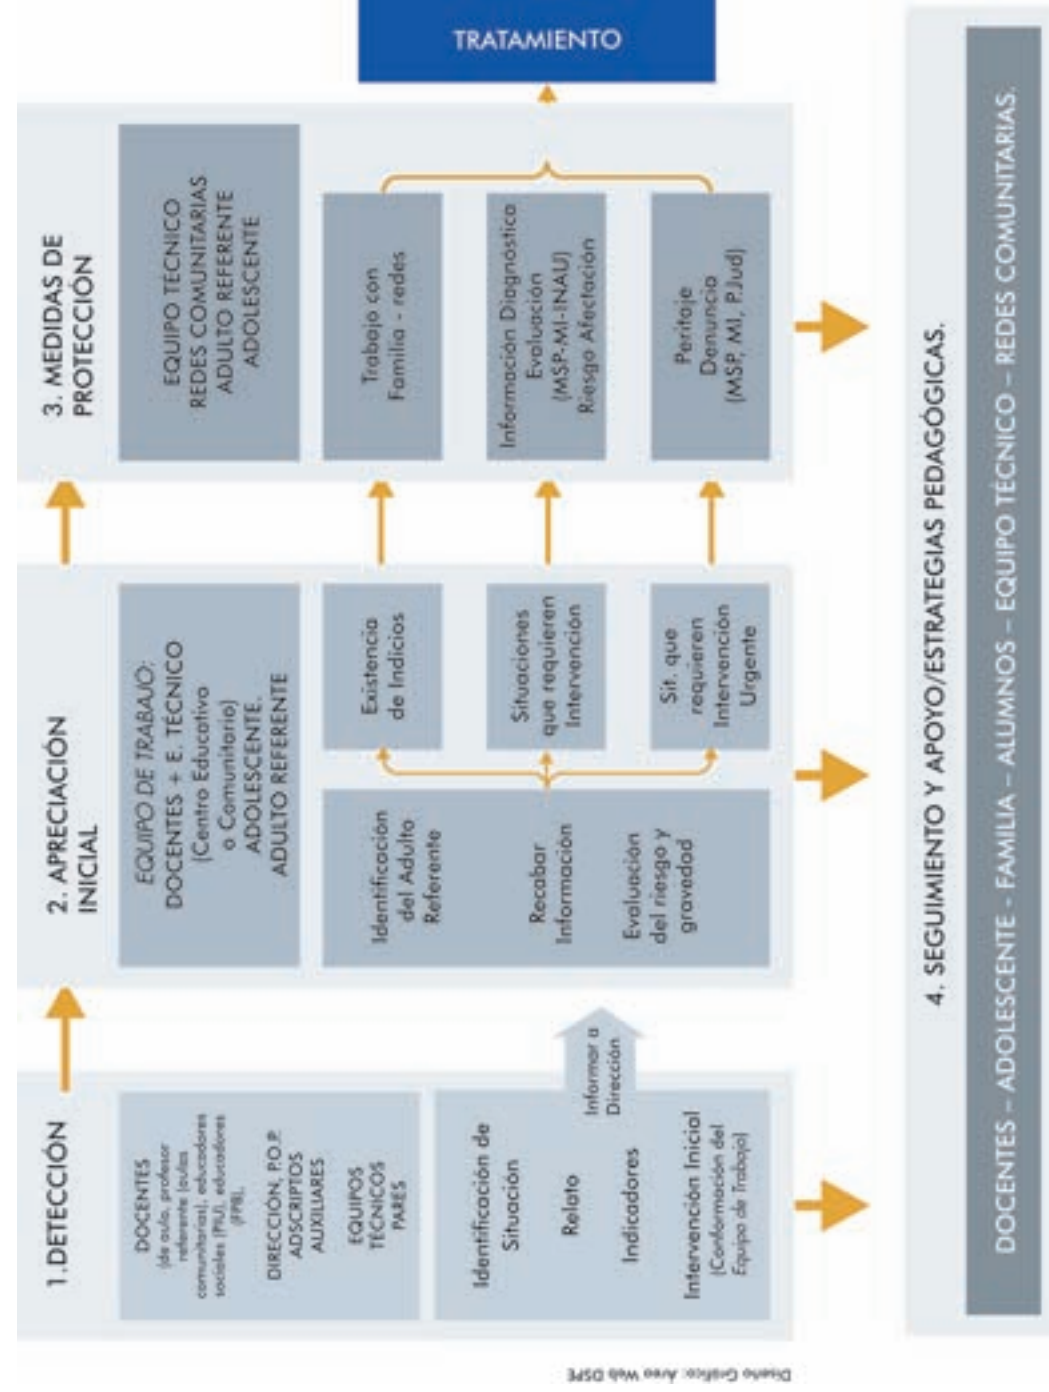 1.DETECCIÓN
DOCENTES
(de aula, profesor
referente (aulas
comunitarias), educadores
sociales (PIU), educadores
(FPB),
DIRECCIÓN, P.O.P.
ADSCRIPTOS
AUXILIARES
EQUIPOS
TÉCNICOS
PARES
Identificación de
Situación
Relato
Indicadores
Intervención Inicial
(Conformación del
Equipo de Trabajo)
Informar a
Dirección
2. APRECIACIÓN
INICIAL
EQUIPO DE TRABAJO:
DOCENTES + E. TÉCNICO
(Centro Educativo
o Comunitario)
ADOLESCENTE.
ADULTO REFERENTE
Identificación
del Adulto
Referente
Recabar
Información
Evaluación
del riesgo y
gravedad
Existencia
de Indicios
Situaciones
que requieren
Intervención
Sit. que
requieren
Intervención
Urgente
3. MEDIDAS DE
PROTECCIÓN
EQUIPO TÉCNICO
REDES COMUNITARIAS
ADULTO REFERENTE
ADOLESCENTE
Trabajo con
Familia - redes
Información Diagnóstica
Evaluación
(MSP-MI-INAU)
Riesgo Afectación
Peritaje
Denuncia
(MSP, MI, P.Jud)
TRATAMIENTO
4. SEGUIMIENTO Y APOYO/ESTRATEGIAS PEDAGÓGICAS.
DOCENTES – ADOLESCENTE - FAMILIA – ALUMNOS – EQUIPO TÉCNICO – REDES COMUNITARIAS.
Diseño Gráfico: Área Web DSPE